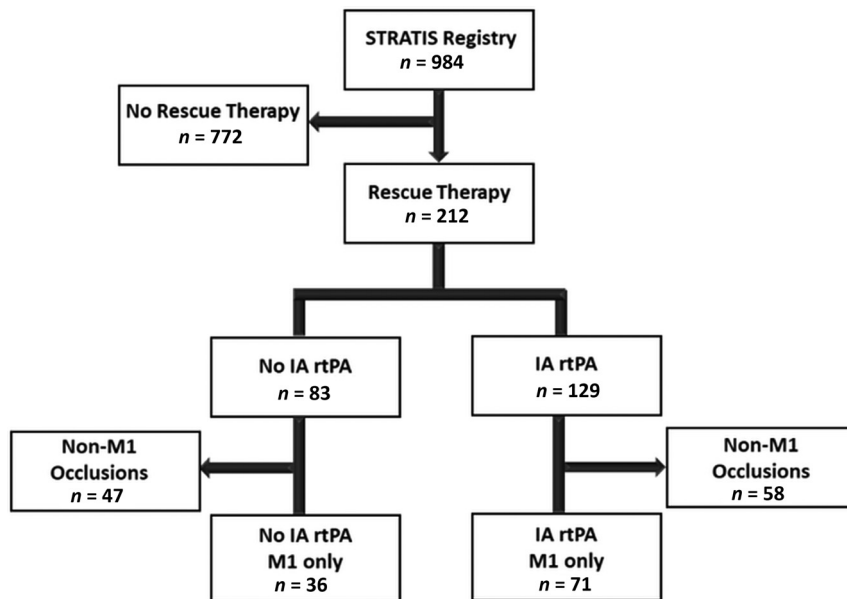 STRATIS Registry
n = 984
No Rescue Therapy
n = 772
Rescue Therapy
n = 212
No IA rtPA
n = 83
IA rtPA
n = 129
Non-M1
Occlusions
n = 47
Non-M1
Occlusions
n = 58
No IA rtPA
M1 only
n = 36
IA rtPA
M1 only
n = 71